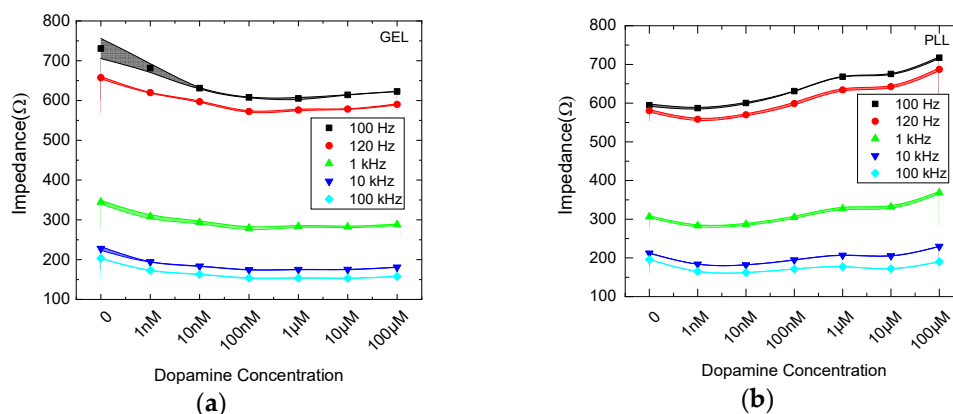 800
700
600
500
400
300
200
100
Impedance(Ω)
GEL
100 Hz
120 Hz
1 kHz
10 kHz
100 kHz
0
1nM
10nM
100nM
1µM
10µM
100µM
Dopamine Concentration
(a)
800
700
600
500
400
300
200
100
Impedance(Ω)
PLL
100 Hz
120 Hz
1 kHz
10 kHz
100 kHz
0
1nM
10nM
100nM
1µM
10µM
100µM
Dopamine Concentration
(b)